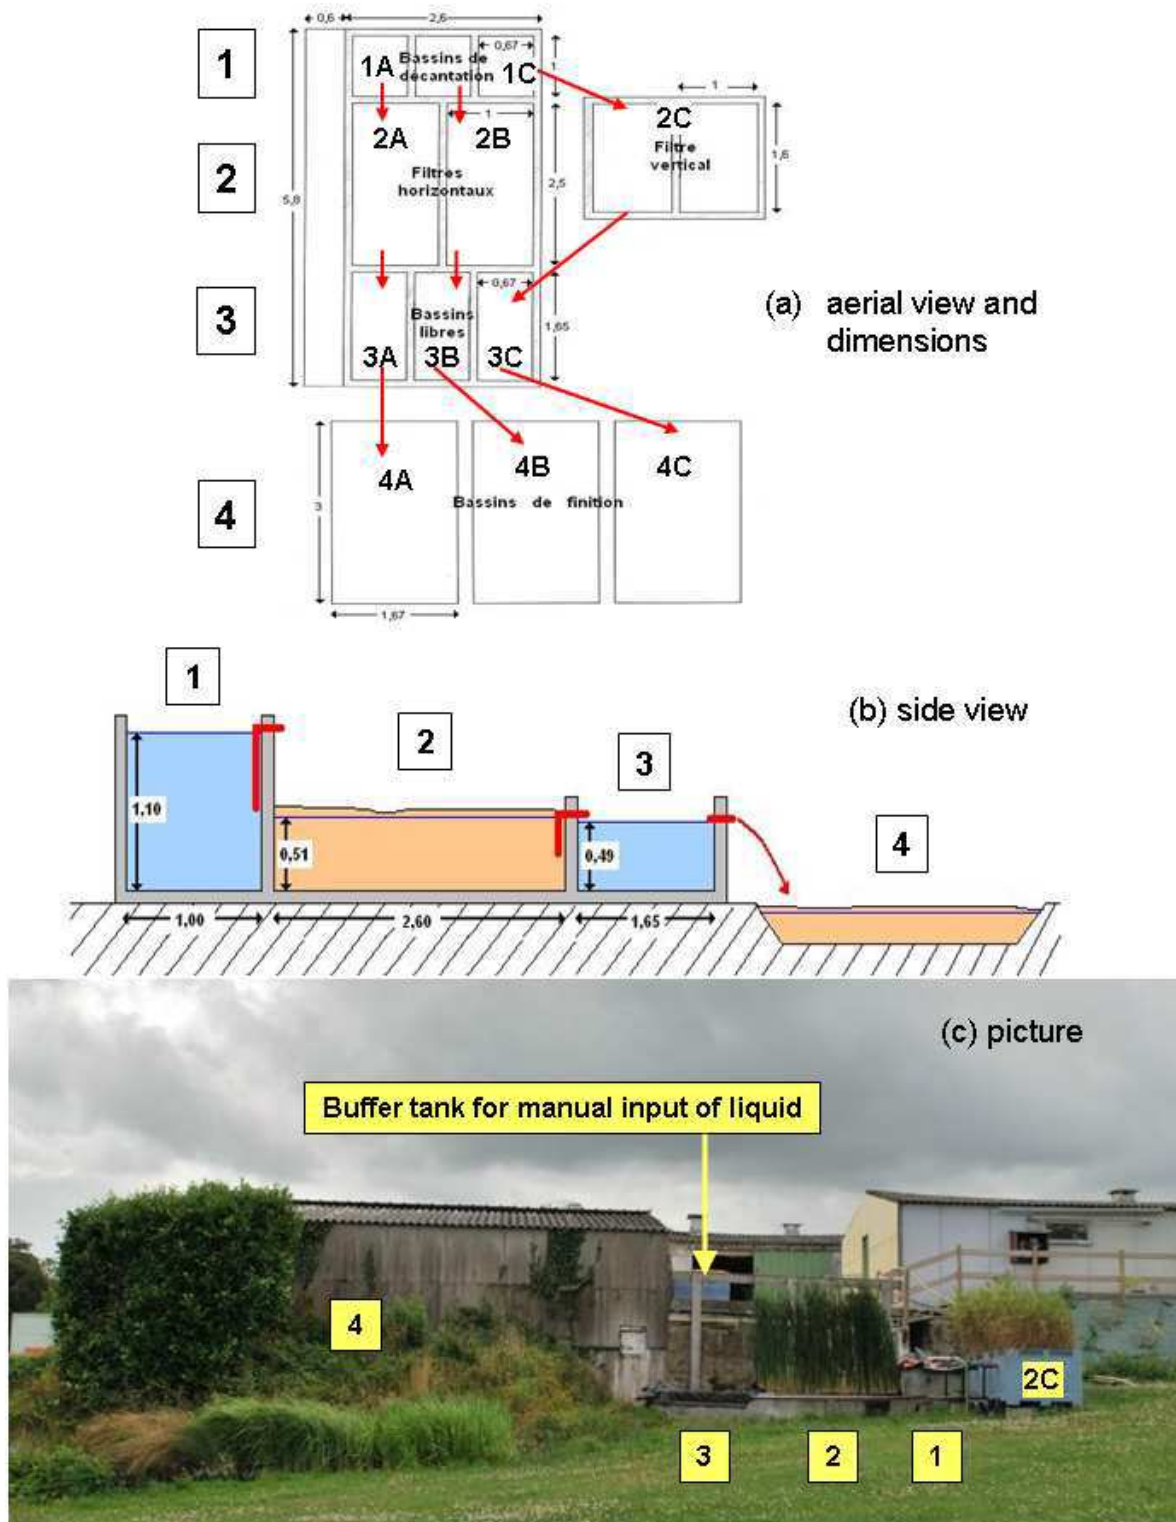 0,6
2,6
1
0,67
1A
Bassins de
décantation
1C
1
1
2C
Filtre
vertical
1,6
1
2
2A
2B
Filtres
horizontaux
2,5
5,8
3
0,67
Bassins
libres
1,65
3A
3B
3C
(a) aerial view and
dimensions
4
4A
4B
4C
Bassins de finition
3
1,67
1
2
3
4
(b) side view
1,10
0,51
0,49
1,00
2,60
1,65
(c) picture
Buffer tank for manual input of liquid
4
2C
3
2
1